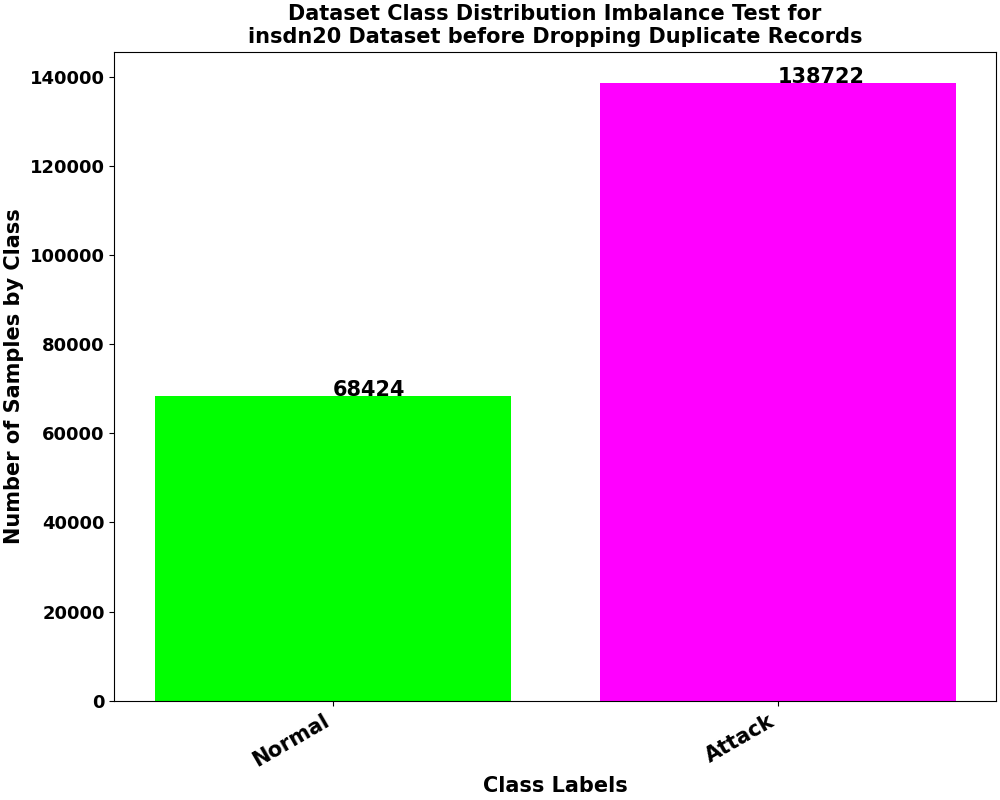 Dataset Class Distribution Imbalance Test for
insdn20 Dataset before Dropping Duplicate Records
Number of Samples by Class
140000
120000
100000
80000
60000
40000
20000
0
68424
138722
Normal
Attack
Class Labels